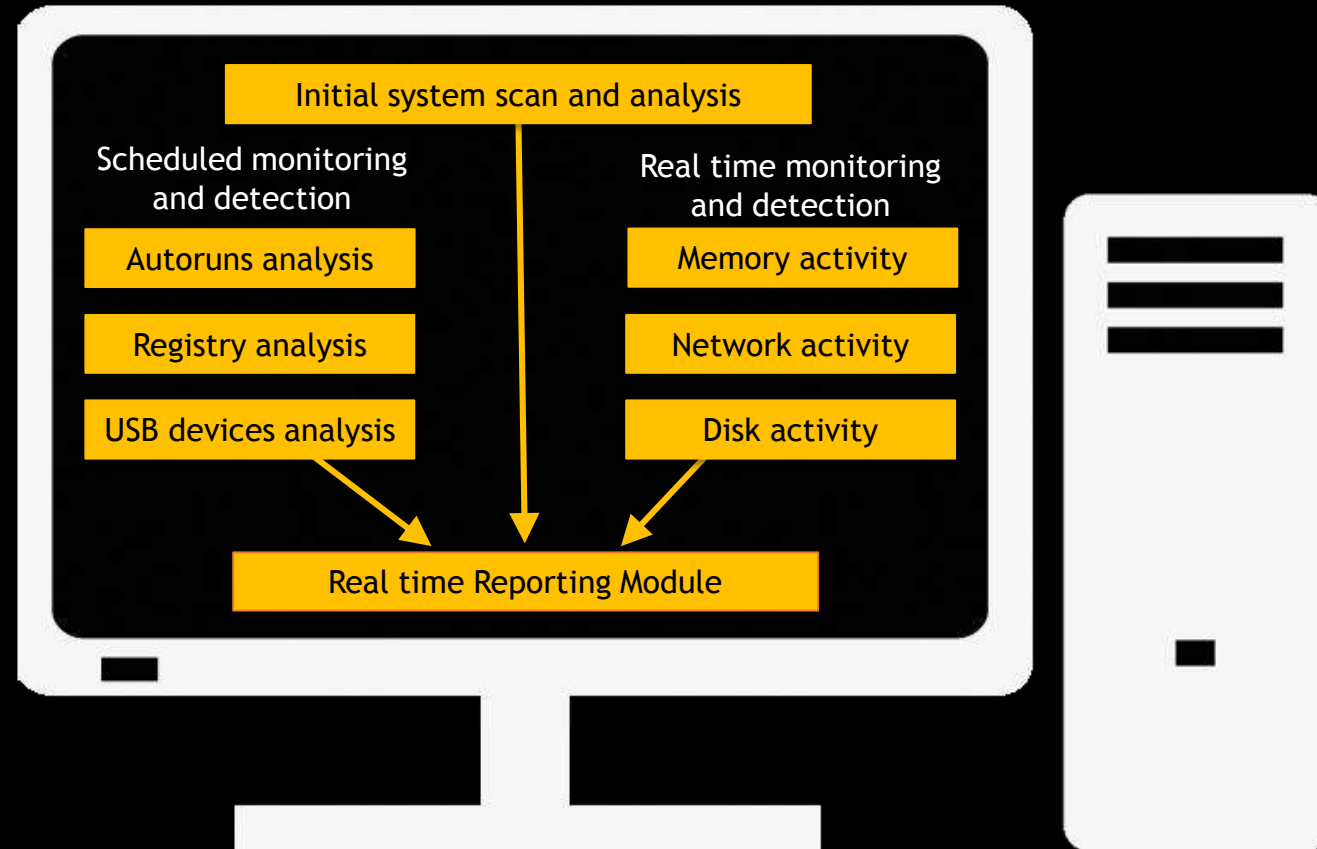 Initial system scan and analysis
Scheduled monitoring
and detection
Autoruns analysis
Registry analysis
USB devices analysis
Real time monitoring
and detection
Memory activity
Network activity
Disk activity
Real time Reporting Module